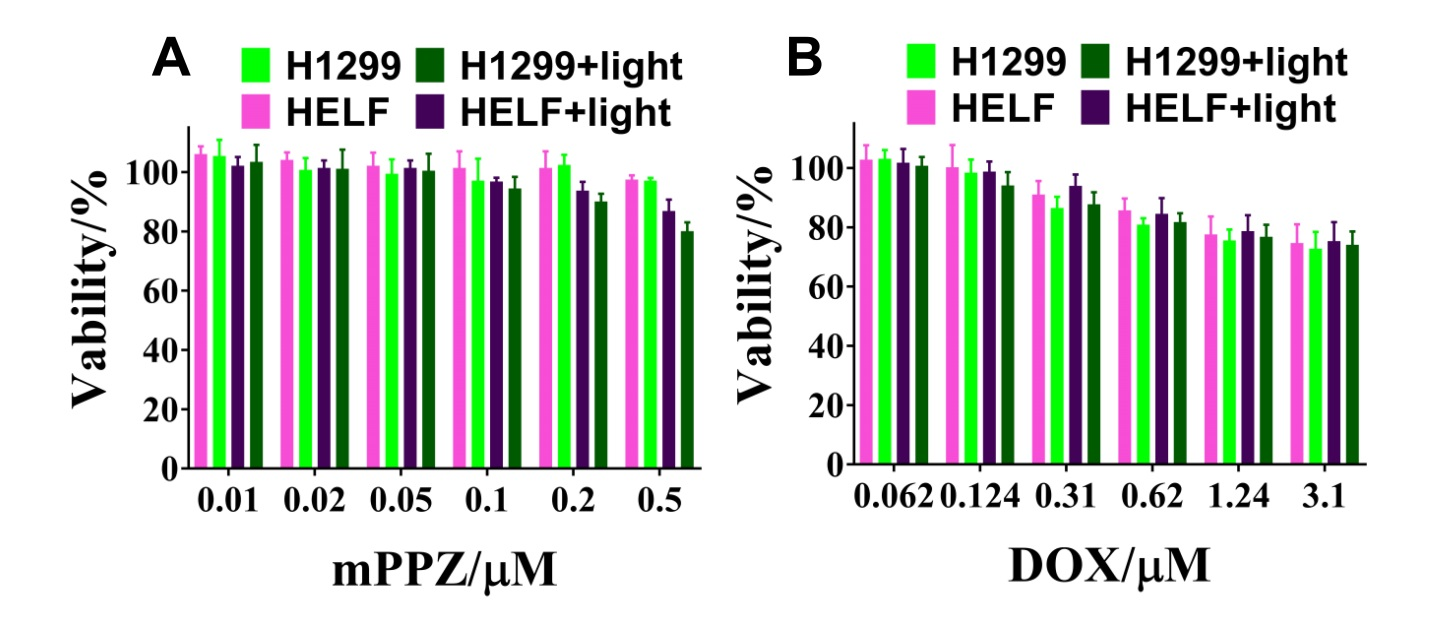 A
H1299 H1299+light
HELF HELF+light
Vability/%
100
80
60
40
20
0
0.01 0.02 0.05 0.1 0.2 0.5
mPPZ/μM
B
H1299 H1299+light
HELF HELF+light
Vability/%
100
80
60
40
20
0
0.062 0.124 0.31 0.62 1.24 3.1
DOX/μM